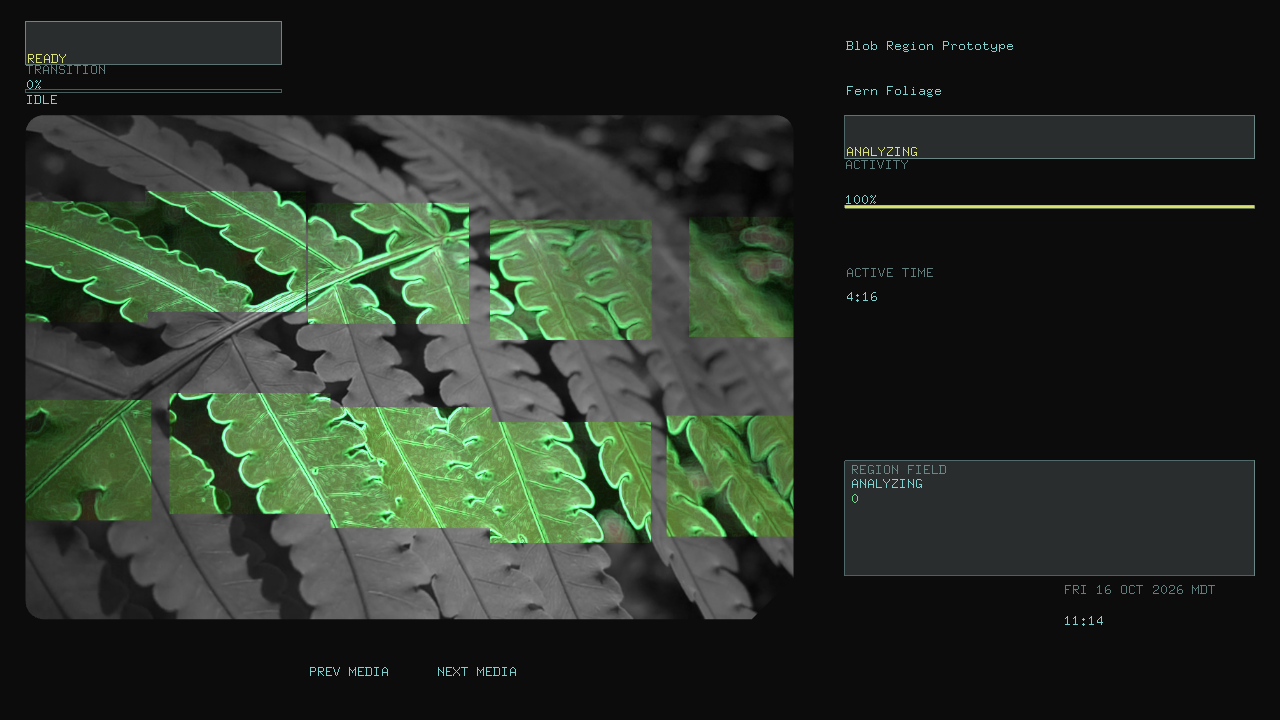 READY
TRANSITION
0%
IDLE
Blob Region Prototype
Fern Foliage
ANALYZING
ACTIVITY
100%
ACTIVE TIME
4:16
REGION FIELD
ANALYZING
0
FRI 16 OCT 2026 MDT
11:14
PREV MEDIA
NEXT MEDIA